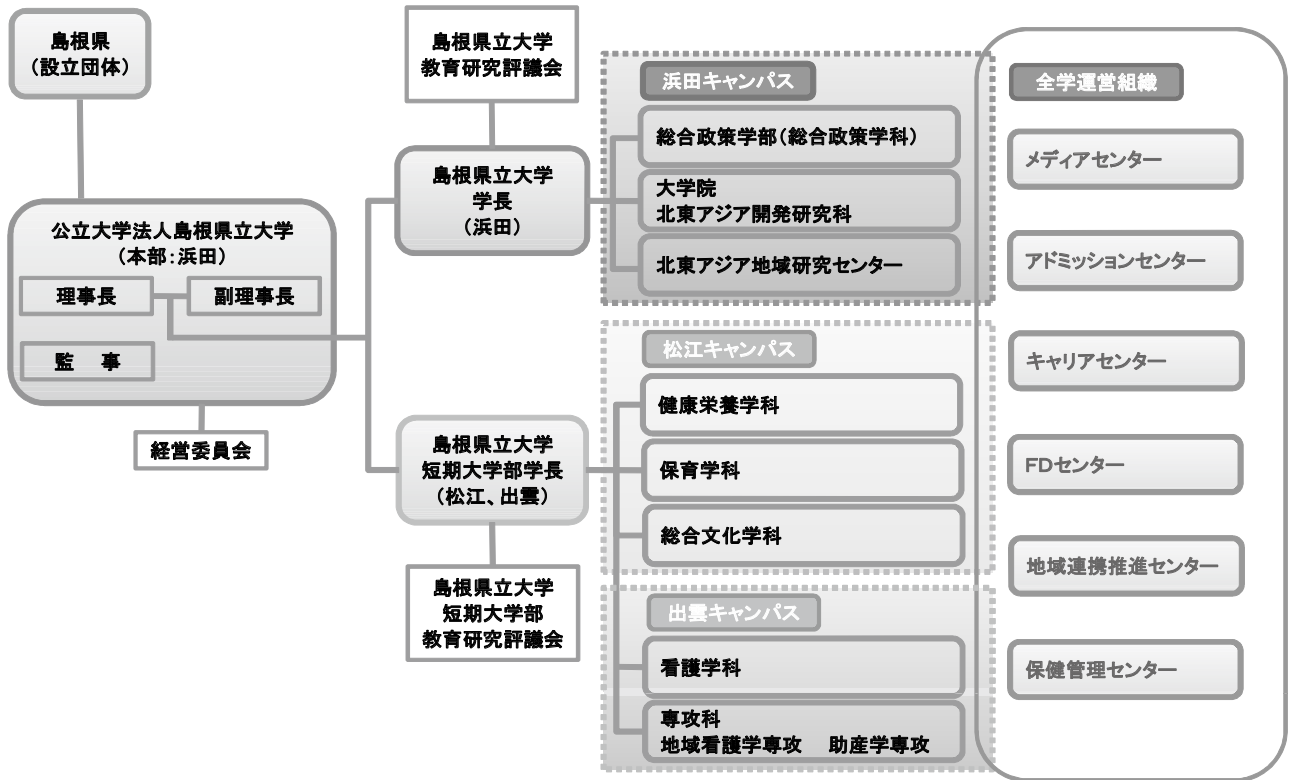 島根県
（設立団体）
公立大学法人島根県立大学
（本部：浜田）
理事長
副理事長
監　事
経営委員会
島根県立大学
教育研究評議会
島根県立大学
学長
（浜田）
島根県立大学
短期大学部学長
（松江、出雲）
島根県立大学
短期大学部
教育研究評議会
浜田キャンパス
総合政策学部（総合政策学科）
大学院
北東アジア開発研究科
北東アジア地域研究センター
松江キャンパス
健康栄養学科
保育学科
総合文化学科
出雲キャンパス
看護学科
専攻科
地域看護学専攻　助産学専攻
全学運営組織
メディアセンター
アドミッションセンター
キャリアセンター
ＦＤセンター
地域連携推進センター
保健管理センター